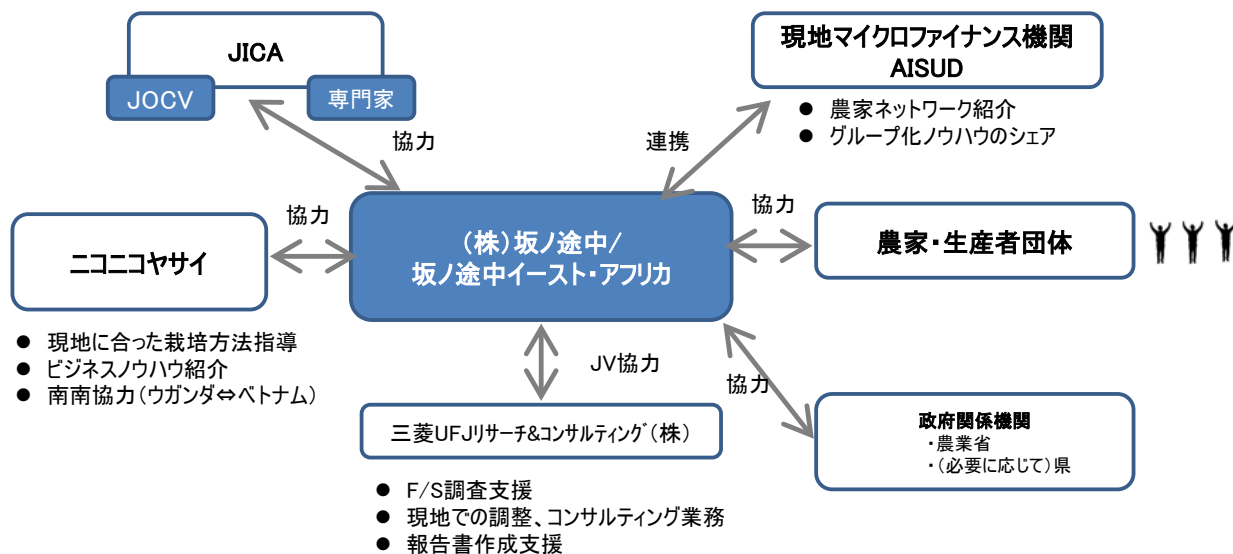 JICA
JOCV
専門家
協力
現地マイクロファイナンス機関
AISUD
● 農家ネットワーク紹介
● グループ化ノウハウのシェア
連携
ニコニコヤサイ
協力
(株)坂ノ途中/
坂ノ途中イースト・アフリカ
協力
農家・生産者団体
● 現地に合った栽培方法指導
● ビジネスノウハウ紹介
● 南南協力(ウガンダ⇔ベトナム)
JV協力
三菱UFJリサーチ&コンサルティング(株)
● F/S調査支援
● 現地での調整、コンサルティング業務
● 報告書作成支援
協力
政府関係機関
・農業省
・(必要に応じて)県